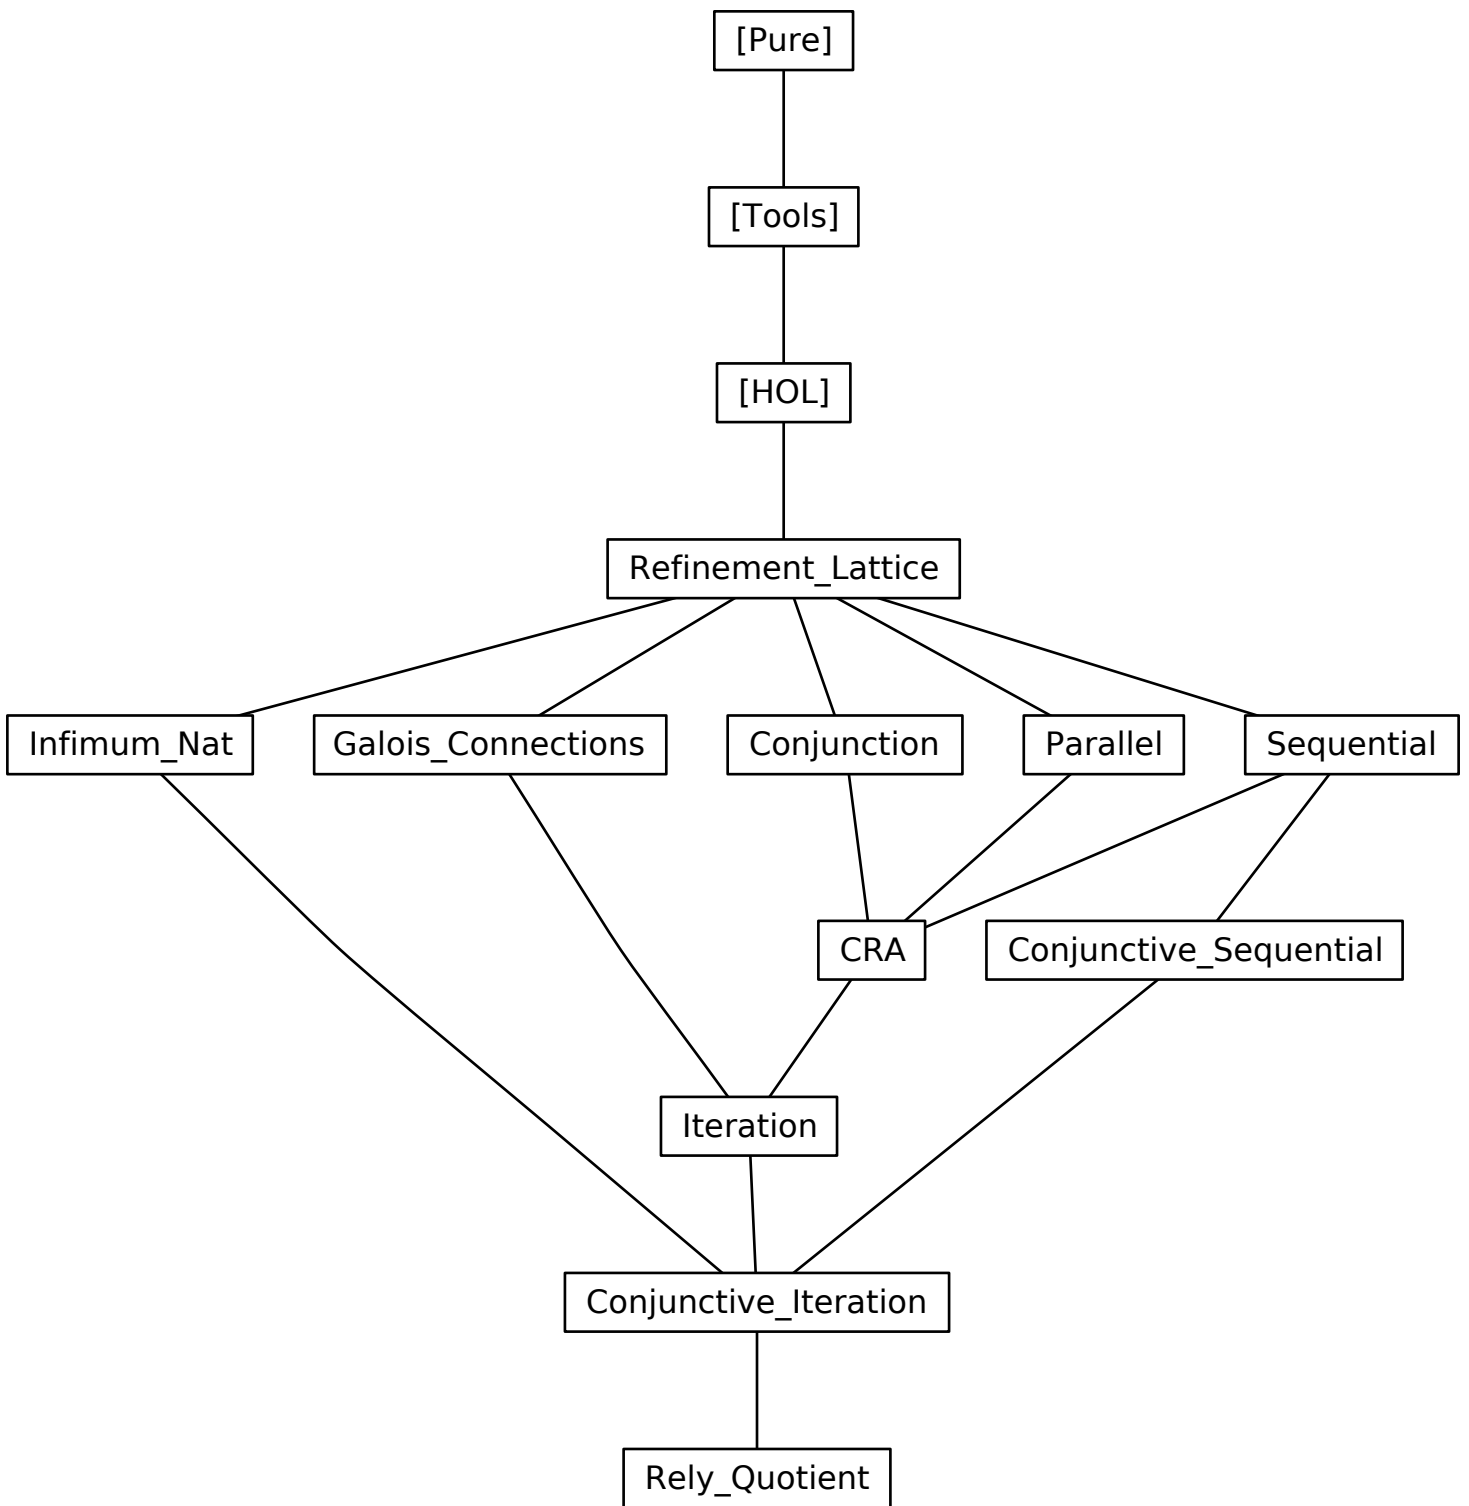 [Pure]
[Tools]
[HOL]
Refinement_Lattice
Infimum_Nat
Galois_Connections
Conjunction
Parallel
Sequential
CRA
Conjunctive_Sequential
Iteration
Conjunctive_Iteration
Rely_Quotient